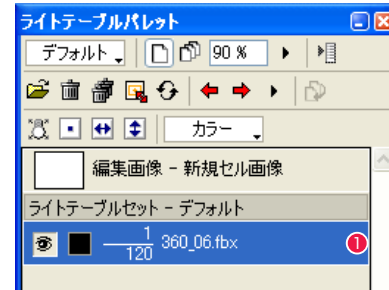 ライトテーブルパレット
デフォルト 90 %
カラー
編集画像 - 新規セル画像
ライトテーブルセット - デフォルト
1
120 360_06.fbx 1